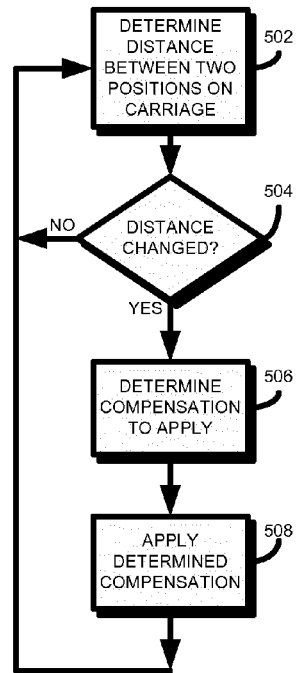 DETERMINE
DISTANCE
BETWEEN TWO
POSITIONS ON
CARRIAGE
502
504
DISTANCE
CHANGED?
NO
YES
506
DETERMINE
COMPENSATION
TO APPLY
508
APPLY
DETERMINED
COMPENSATION